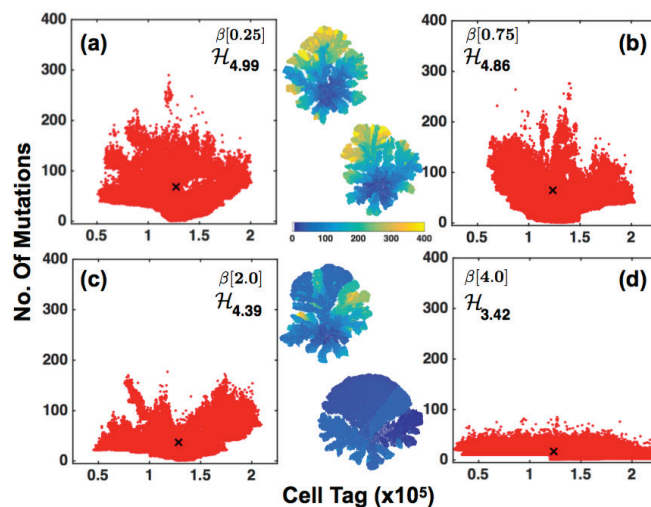 No. Of Mutations
(a)
β[0.25]
ℋ4.99
400
300
200
100
0
0.5 1 1.5 2
(b)
β[0.75]
ℋ4.86
400
300
200
100
0
0.5 1 1.5 2
0 100 200 300 400
(c)
β[2.0]
ℋ4.39
400
300
200
100
0
0.5 1 1.5 2
(d)
β[4.0]
ℋ3.42
400
300
200
100
0
0.5 1 1.5 2
Cell Tag (x10⁵)